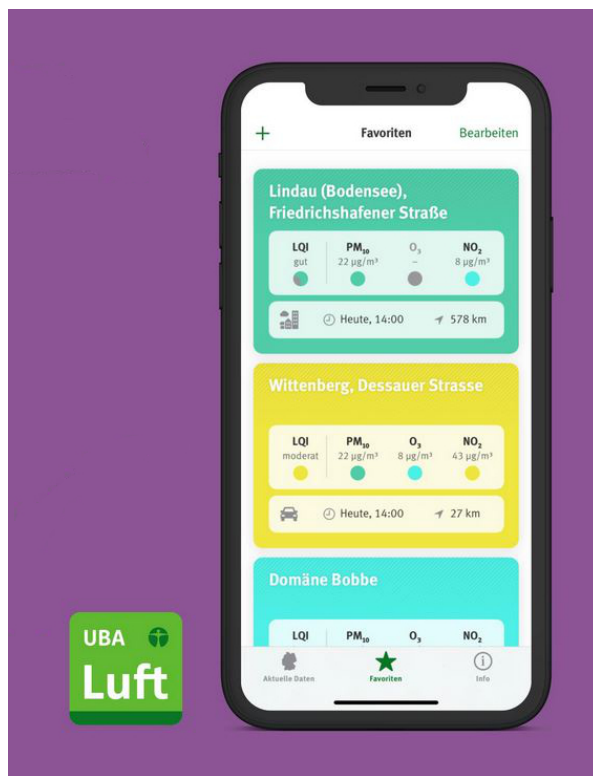 Favoriten
Bearbeiten
Lindau (Bodensee),
Friedrichshafener Straße
LQI PM₁₀ O₃ NO₂
gut 22 µg/m³ – 8 µg/m³
Heute, 14:00 578 km
Wittenberg, Dessauer Strasse
LQI PM₁₀ O₃ NO₂
moderat 22 µg/m³ 8 µg/m³ 43 µg/m³
Heute, 14:00 27 km
Domäne Bobbe
LQI PM₁₀ O₃ NO₂
Aktuelle Daten Favoriten Info
UBA
Luft